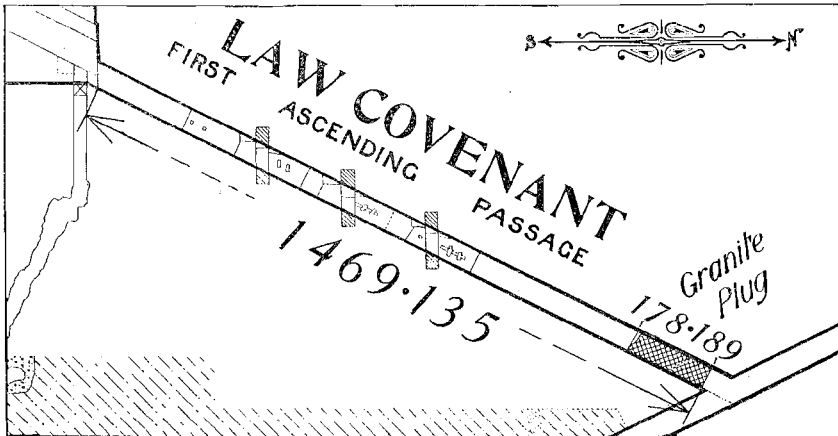 S N
LAW COVENANT
FIRST ASCENDING PASSAGE
1469·135
Granite
Plug
178·189